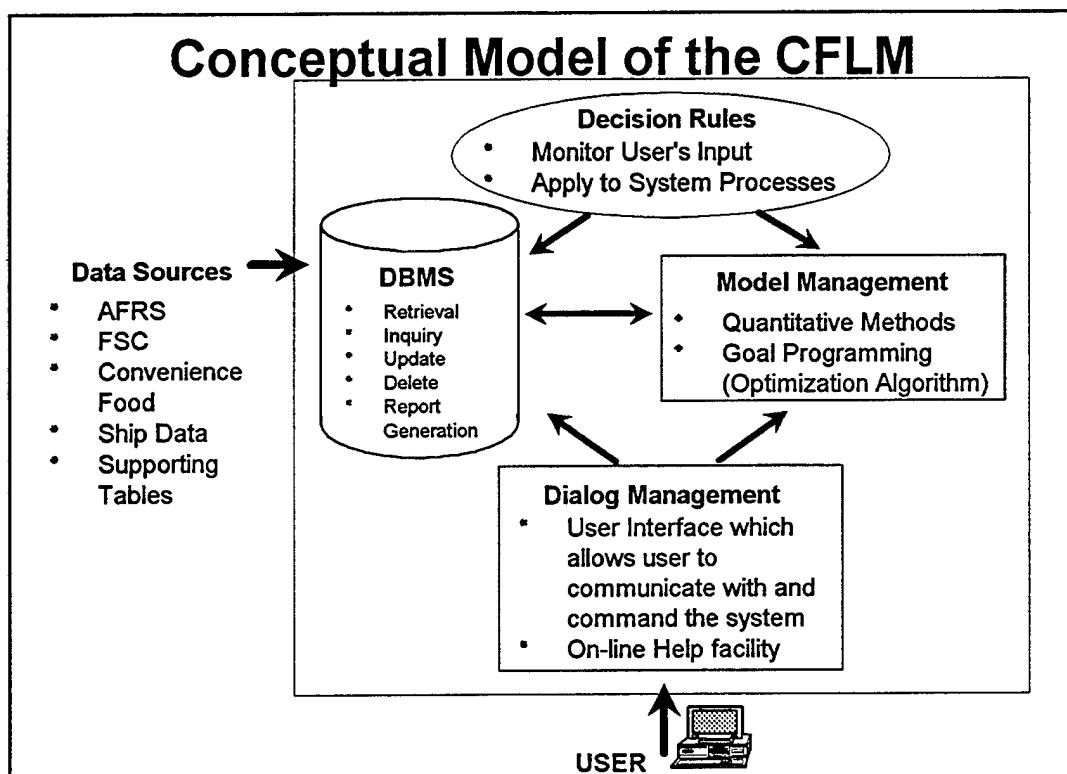 Conceptual Model of the CFLM
Decision Rules
* Monitor User's Input
* Apply to System Processes
Data Sources
* AFRS
* FSC
* Convenience
Food
* Ship Data
* Supporting
Tables
DBMS
* Retrieval
* Inquiry
* Update
* Delete
* Report
Generation
Model Management
* Quantitative Methods
* Goal Programming
(Optimization Algorithm)
Dialog Management
* User Interface which
allows user to
communicate with and
command the system
* On-line Help facility
USER